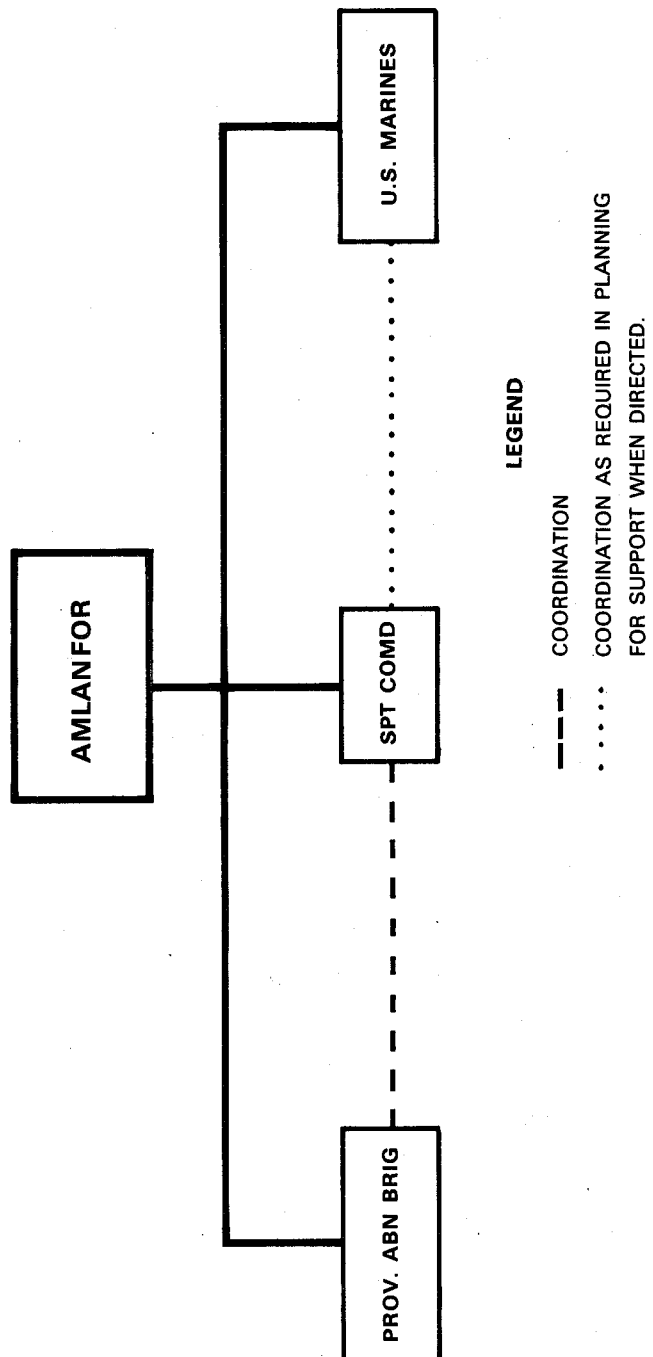 AMLANFOR
PROV. ABN BRIG
SPT COMD
U.S. MARINES
LEGEND
COORDINATION
COORDINATION AS REQUIRED IN PLANNING
FOR SUPPORT WHEN DIRECTED.